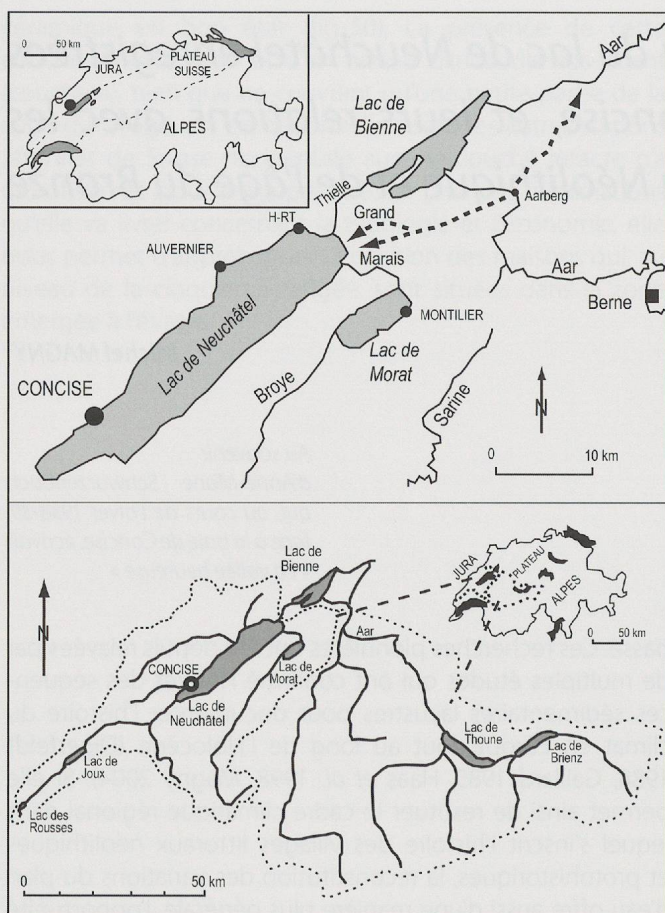 0 50 km
JURA
PLATEAU
SUISSE
C
ALPES
Aar
Lac de
Bienne
Thielle
Aarberg
H-RT
Grand
Marais
AUVERNIER
Aar
Berne
Lac de Neuchâtel
MONTILIER
Lac de
Morat
CONCISE
Broye
Sarine
N
0 10 km
Lac de
Bienne
JURA
PLATEAU
ALPES
0 50 km
N
Aar
CONCISE
Lac de
Morat
Lac de
Neuchâtel
Lac de
Thoune
Lac de
Brienz
Lac de
Joux
Lac des
Rousses
0 50 km